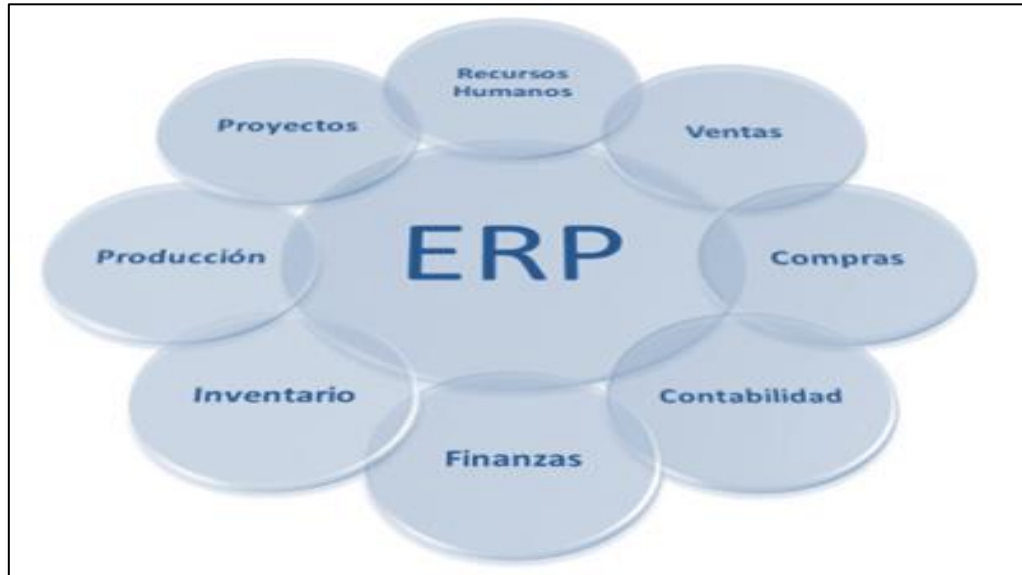 Recursos
Humanos
Proyectos
Ventas
ERP
Producción
Compras
Inventario
Contabilidad
Finanzas